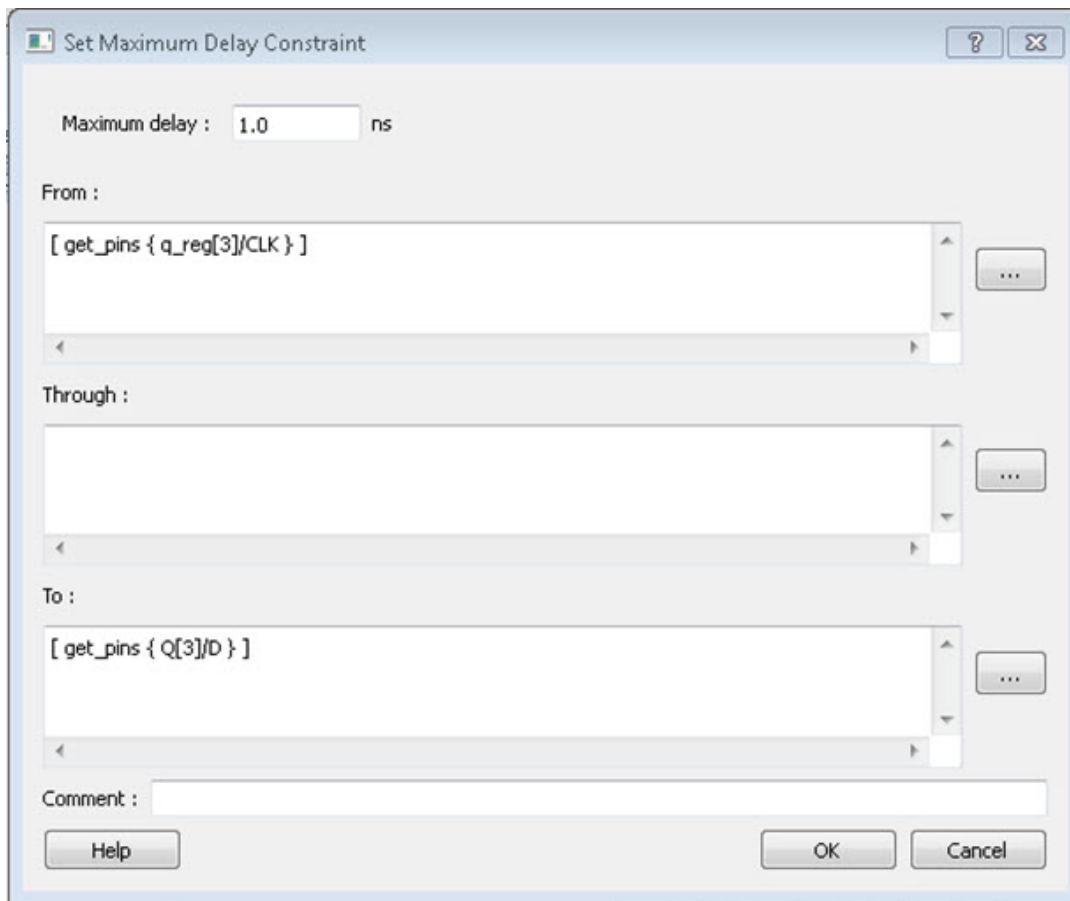 Set Maximum Delay Constraint
Maximum delay : 1.0 ns
From :
[ get_pins { q_reg[3]/CLK } ]
...
Through :
...
To :
[ get_pins { Q[3]/D } ]
...
Comment :
Help OK Cancel